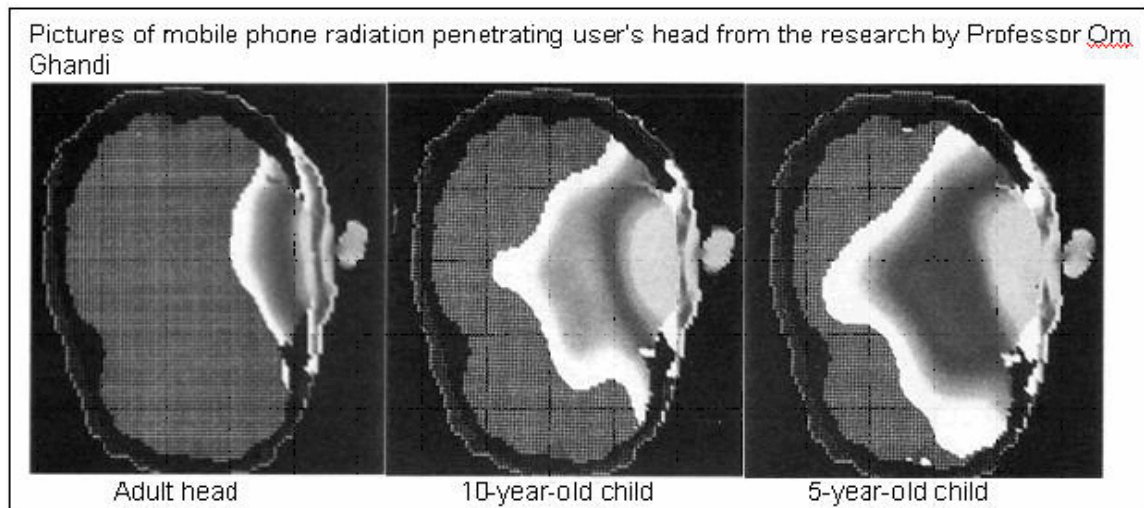 Pictures of mobile phone radiation penetrating user's head from the research by Professor Om
Ghandi
Adult head
10-year-old child
5-year-old child